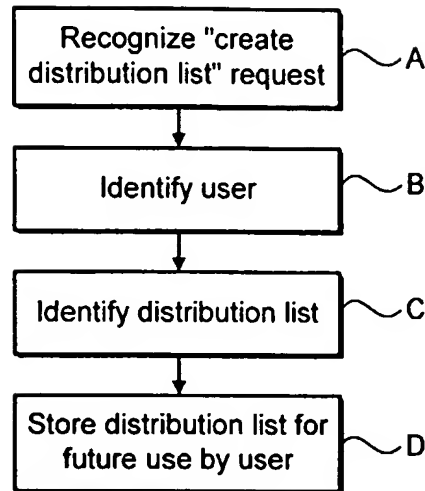 Recognize "create
distribution list" request
A
Identify user
B
Identify distribution list
C
Store distribution list for
future use by user
D